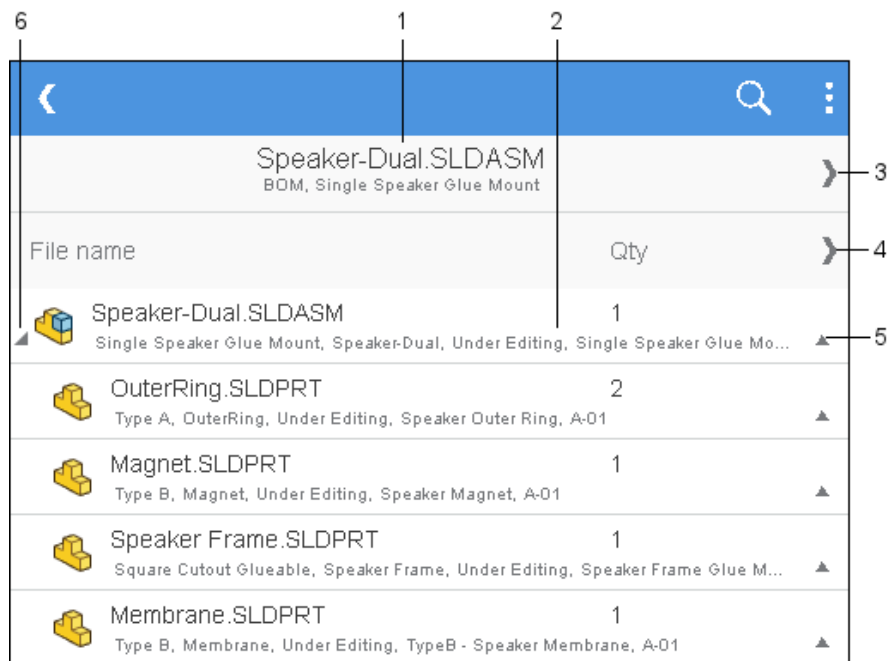 6 1 2
Speaker-Dual.SLDASM
BOM, Single Speaker Glue Mount
3
File name Qty
4
Speaker-Dual.SLDASM 1
Single Speaker Glue Mount, Speaker-Dual, Under Editing, Single Speaker Glue Mo...
5
OuterRing.SLDPRT 2
Type A, OuterRing, Under Editing, Speaker Outer Ring, A-01
Magnet.SLDPRT 1
Type B, Magnet, Under Editing, Speaker Magnet, A-01
Speaker Frame.SLDPRT 1
Square Cutout Glueable, Speaker Frame, Under Editing, Speaker Frame Glue M...
Membrane.SLDPRT 1
Type B, Membrane, Under Editing, TypeB - Speaker Membrane, A-01